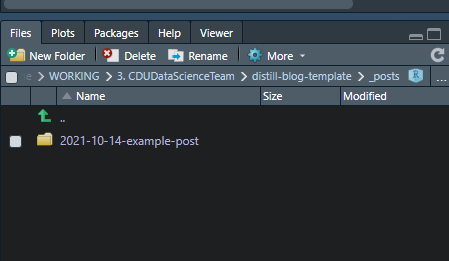 Files Plots Packages Help Viewer
New Folder Delete Rename More
WORKING > 3. CDUDataScienceTeam > distill-blog-template > _posts R ...
Name Size Modified
..
2021-10-14-example-post